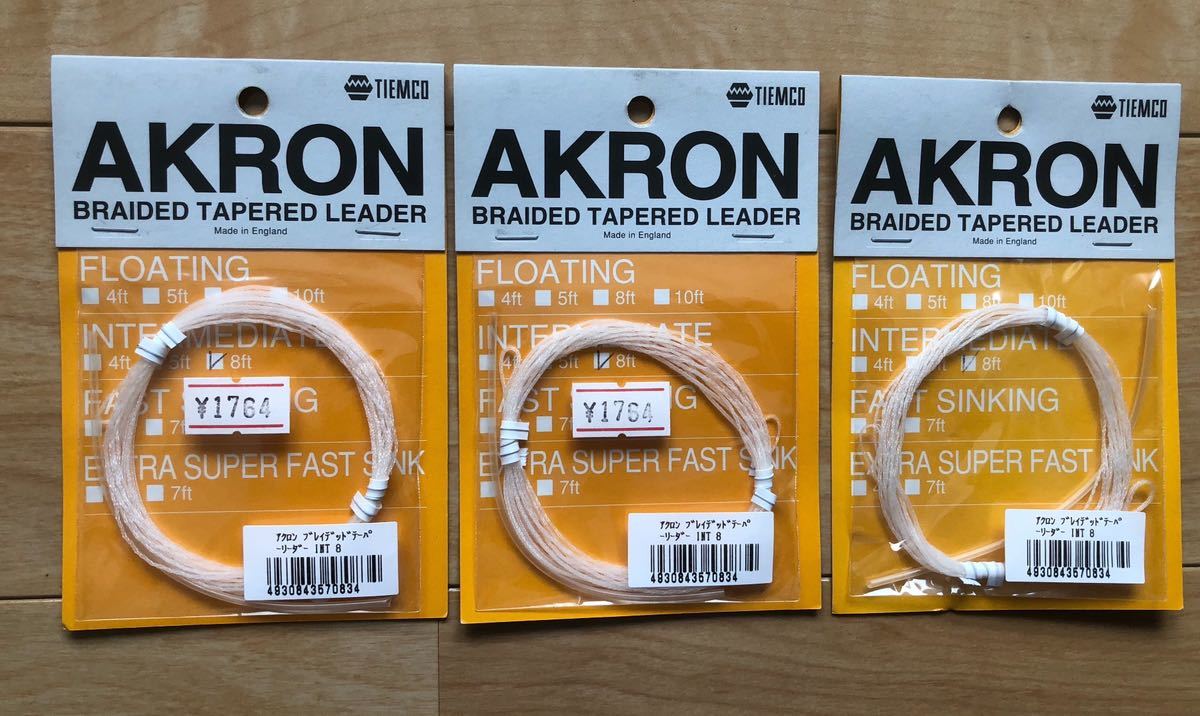 TIEMCO
AKRON
BRAIDED TAPERED LEADER
Made in England
FLOATING
4ft 5ft 10ft
INTERMEDIATE
4ft 5ft 8ft
FAST SINKING
¥1764
7ft
EXTRA SUPER FAST SINK
7ft
ｱｸﾛﾝ ﾌﾞﾚｲﾃﾞｯﾄﾞﾃｰﾊﾟ
ｰﾘｰﾀﾞｰ INT 8
4930843570834
TIEMCO
AKRON
BRAIDED TAPERED LEADER
Made in England
FLOATING
4ft 5ft 8ft 10ft
INTERMEDIATE
4ft 5ft 8ft
FAST SINKING
¥1764
EXTRA SUPER FAST SINK
7ft
ｱｸﾛﾝ ﾌﾞﾚｲﾃﾞｯﾄﾞﾃｰﾊﾟ
ｰﾘｰﾀﾞｰ INT 8
4930843570834
TIEMCO
AKRON
BRAIDED TAPERED LEADER
Made in England
FLOATING
4ft 5ft 8ft 10ft
INTERMEDIATE
4ft 5ft 8ft
FAST SINKING
7ft
EXTRA SUPER FAST SINK
7ft
ｱｸﾛﾝ ﾌﾞﾚｲﾃﾞｯﾄﾞﾃｰﾊﾟ
ｰﾘｰﾀﾞｰ INT 8
4930843570834